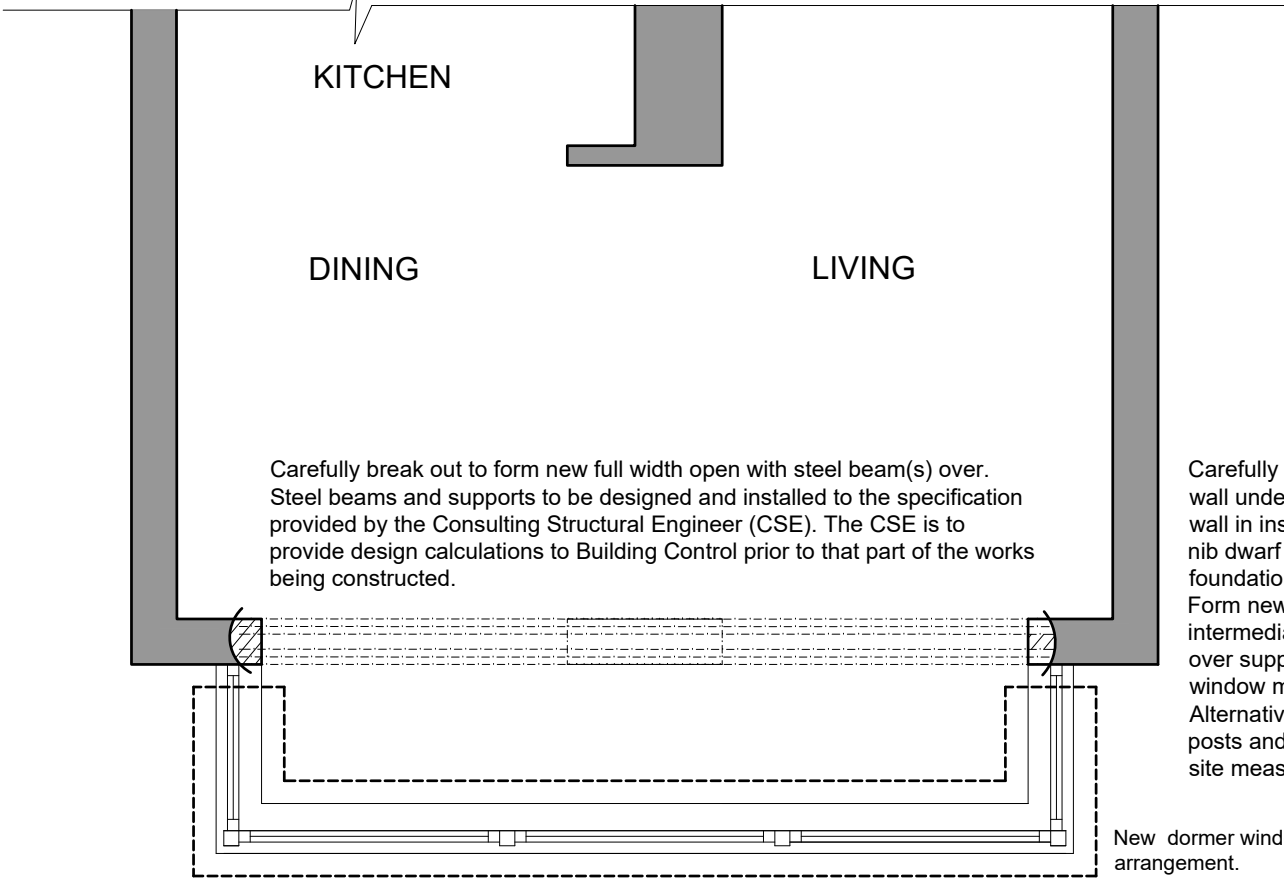 KITCHEN
DINING
LIVING
Carefully break out to form new full width open with steel beam(s) over.
Steel beams and supports to be designed and installed to the specification
provided by the Consulting Structural Engineer (CSE). The CSE is to
provide design calculations to Building Control prior to that part of the works
being constructed.
Carefully
wall unde
wall in ins
nib dwarf
foundation
Form new
intermedia
over supp
window m
Alternativ
posts and
site meas
New dormer wind
arrangement.